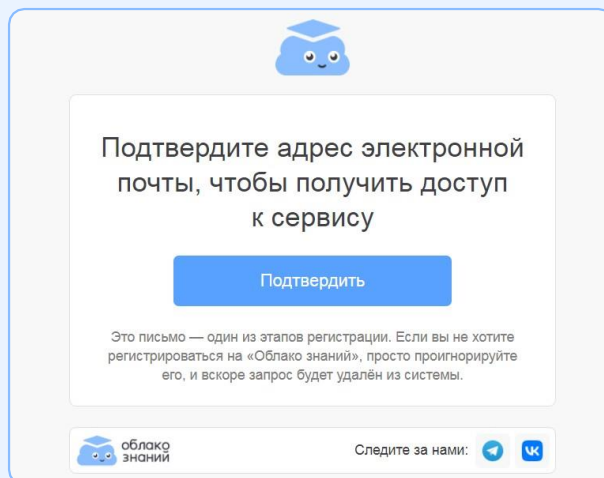 Подтвердите адрес электронной
почты, чтобы получить доступ
к сервису
Подтвердить
Это письмо — один из этапов регистрации. Если вы не хотите
регистрироваться на «Облако знаний», просто проигнорируйте
его, и вскоре запрос будет удалён из системы.
облако
знаний
Следите за нами: